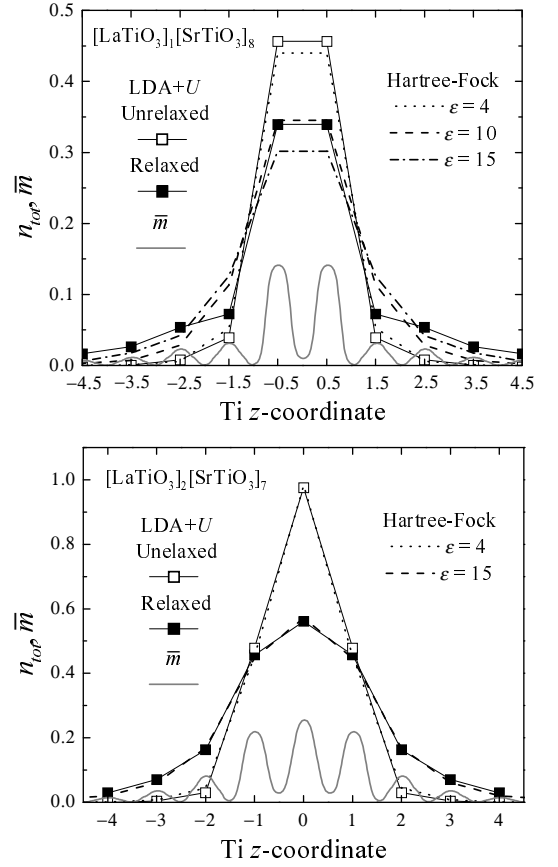 [LaTiO3]1[SrTiO3]8
LDA+U
Unrelaxed
Relaxed
m̅
Hartree-Fock
ε = 4
ε = 10
ε = 15
0.5
0.4
0.3
0.2
0.1
0.0
n_tot, m̅
−4.5 −3.5 −2.5 −1.5 −0.5 0.5 1.5 2.5 3.5 4.5
Ti z-coordinate
[LaTiO3]2[SrTiO3]7
LDA+U
Unelaxed
Relaxed
m̅
Hartree-Fock
ε = 4
ε = 15
1.0
0.8
0.6
0.4
0.2
0.0
n_tot, m̅
−4 −3 −2 −1 0 1 2 3 4
Ti z-coordinate